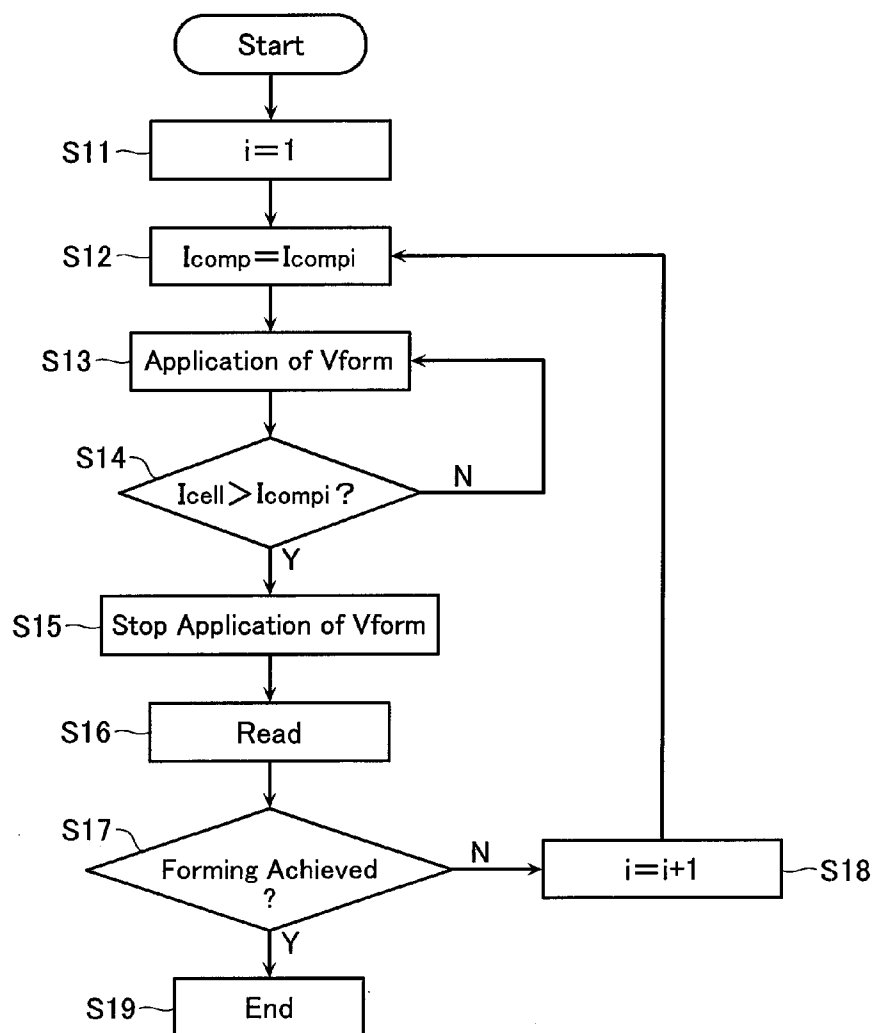 Start
S11
i=1
S12
Icomp=Icompi
S13
Application of Vform
S14
Icell>Icompi?
N
Y
S15
Stop Application of Vform
S16
Read
S17
Forming Achieved
?
N
i=i+1
S18
Y
S19
End